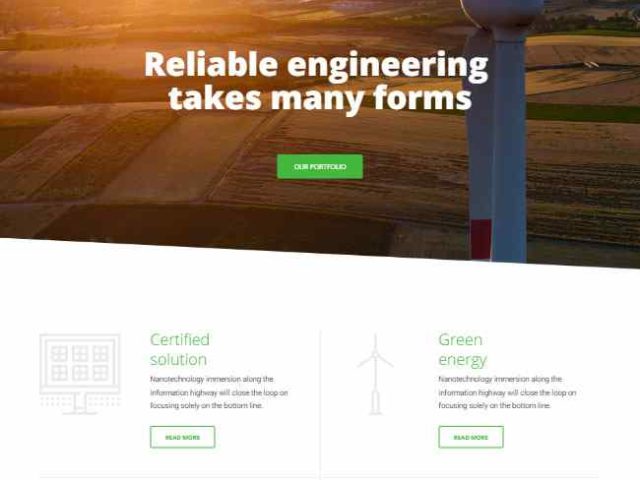 Reliable engineering
takes many forms
OUR PORTFOLIO
Certified
solution
Nanotechnology immersion along the
information highway will close the loop on
focusing solely on the bottom line.
READ MORE
Green
energy
Nanotechnology immersion along the
information highway will close the loop on
focusing solely on the bottom line.
READ MORE